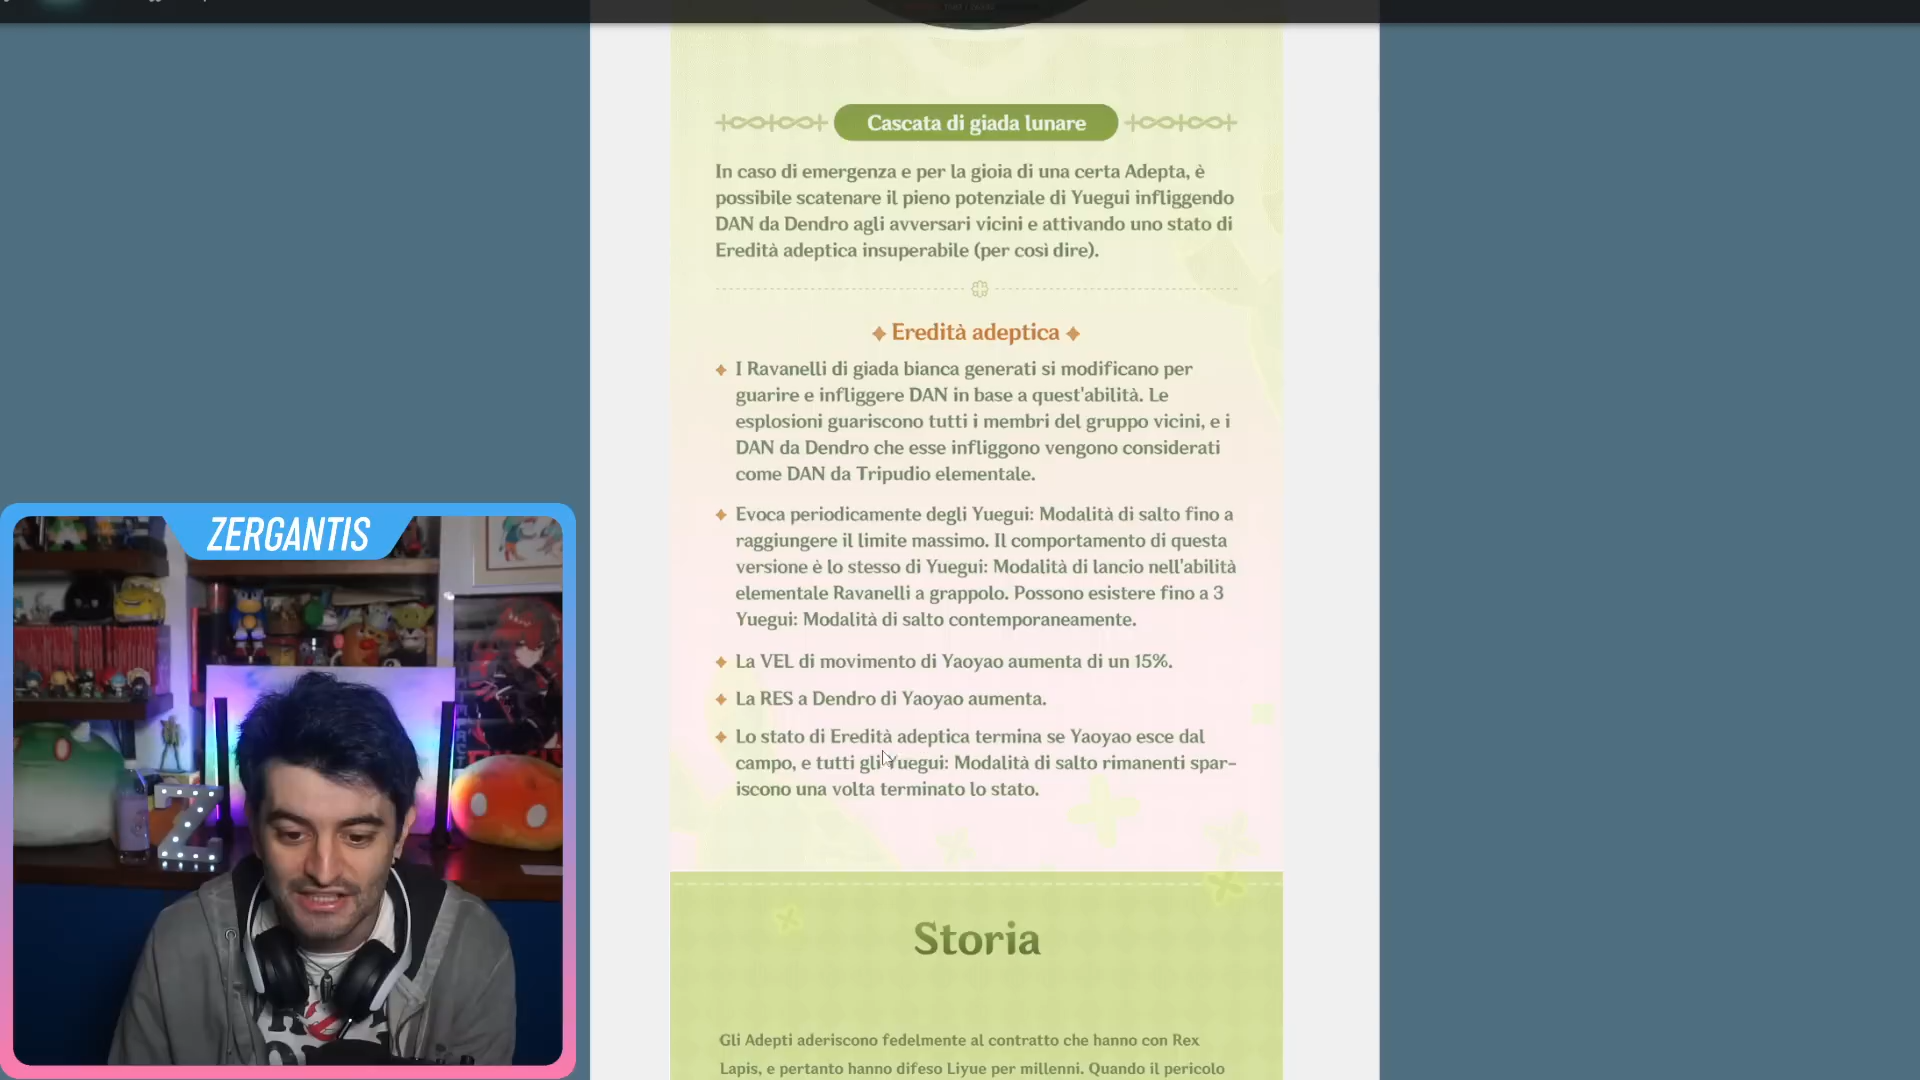 Cascata di giada lunare
In caso di emergenza e per la gioia di una certa Adepta, è
possibile scatenare il pieno potenziale di Yuegui infliggendo
DAN da Dendro agli avversari vicini e attivando uno stato di
Eredità adeptica insuperabile (per così dire).
Eredità adeptica
I Ravanelli di giada bianca generati si modificano per
guarire e infliggere DAN in base a quest'abilità. Le
esplosioni guariscono tutti i membri del gruppo vicini, e i
DAN da Dendro che esse infliggono vengono considerati
come DAN da Tripudio elementale.
Evoca periodicamente degli Yuegui: Modalità di salto fino a
raggiungere il limite massimo. Il comportamento di questa
versione è lo stesso di Yuegui: Modalità di lancio nell'abilità
elementale Ravanelli a grappolo. Possono esistere fino a 3
Yuegui: Modalità di salto contemporaneamente.
La VEL di movimento di Yaoyao aumenta di un 15%.
La RES a Dendro di Yaoyao aumenta.
Lo stato di Eredità adeptica termina se Yaoyao esce dal
campo, e tutti gli Yuegui: Modalità di salto rimanenti spar-
iscono una volta terminato lo stato.
Storia
Gli Adepti aderiscono fedelmente al contratto che hanno con Rex
Lapis, e pertanto hanno difeso Liyue per millenni. Quando il pericolo
ZERGANTIS
Z